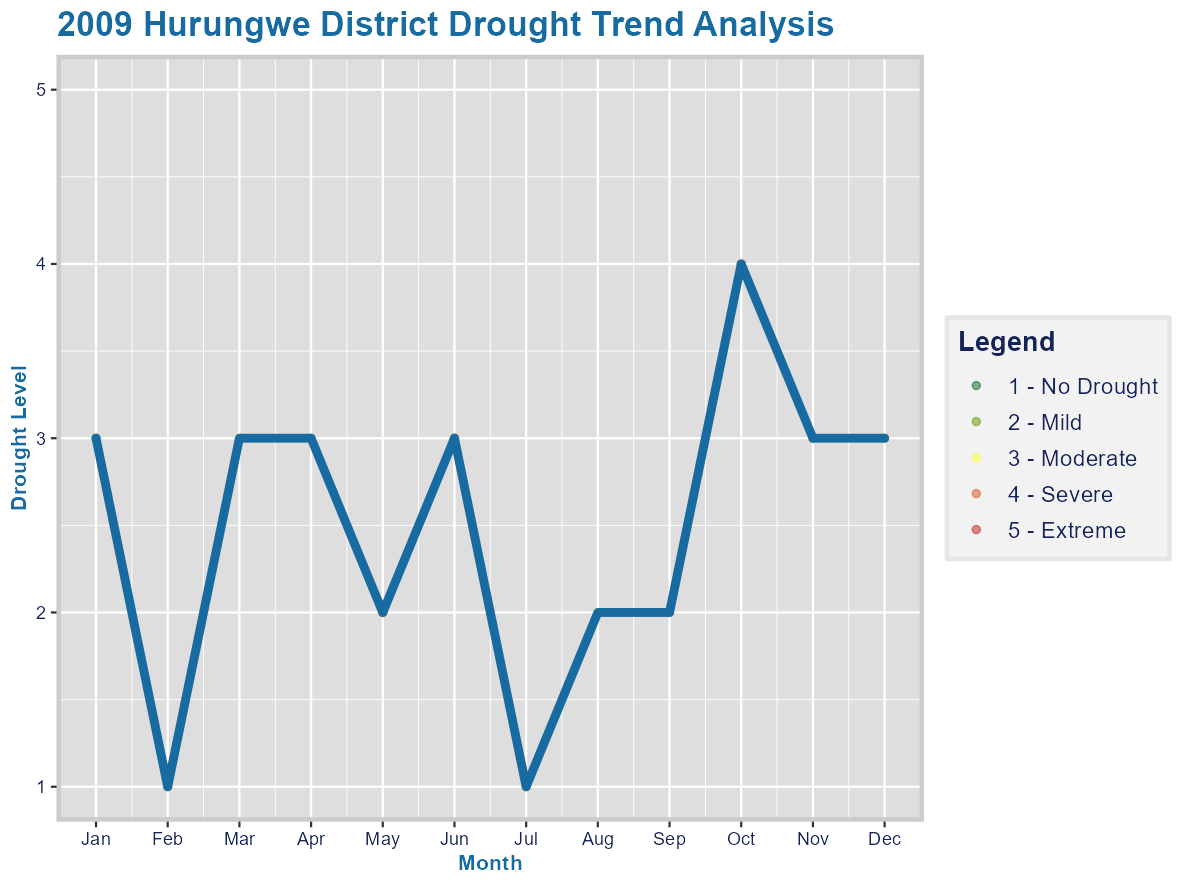 2009 Hurungwe District Drought Trend Analysis
5
4
3
2
1
Drought Level
Jan Feb Mar Apr May Jun Jul Aug Sep Oct Nov Dec
Month
Legend
1 - No Drought
2 - Mild
3 - Moderate
4 - Severe
5 - Extreme